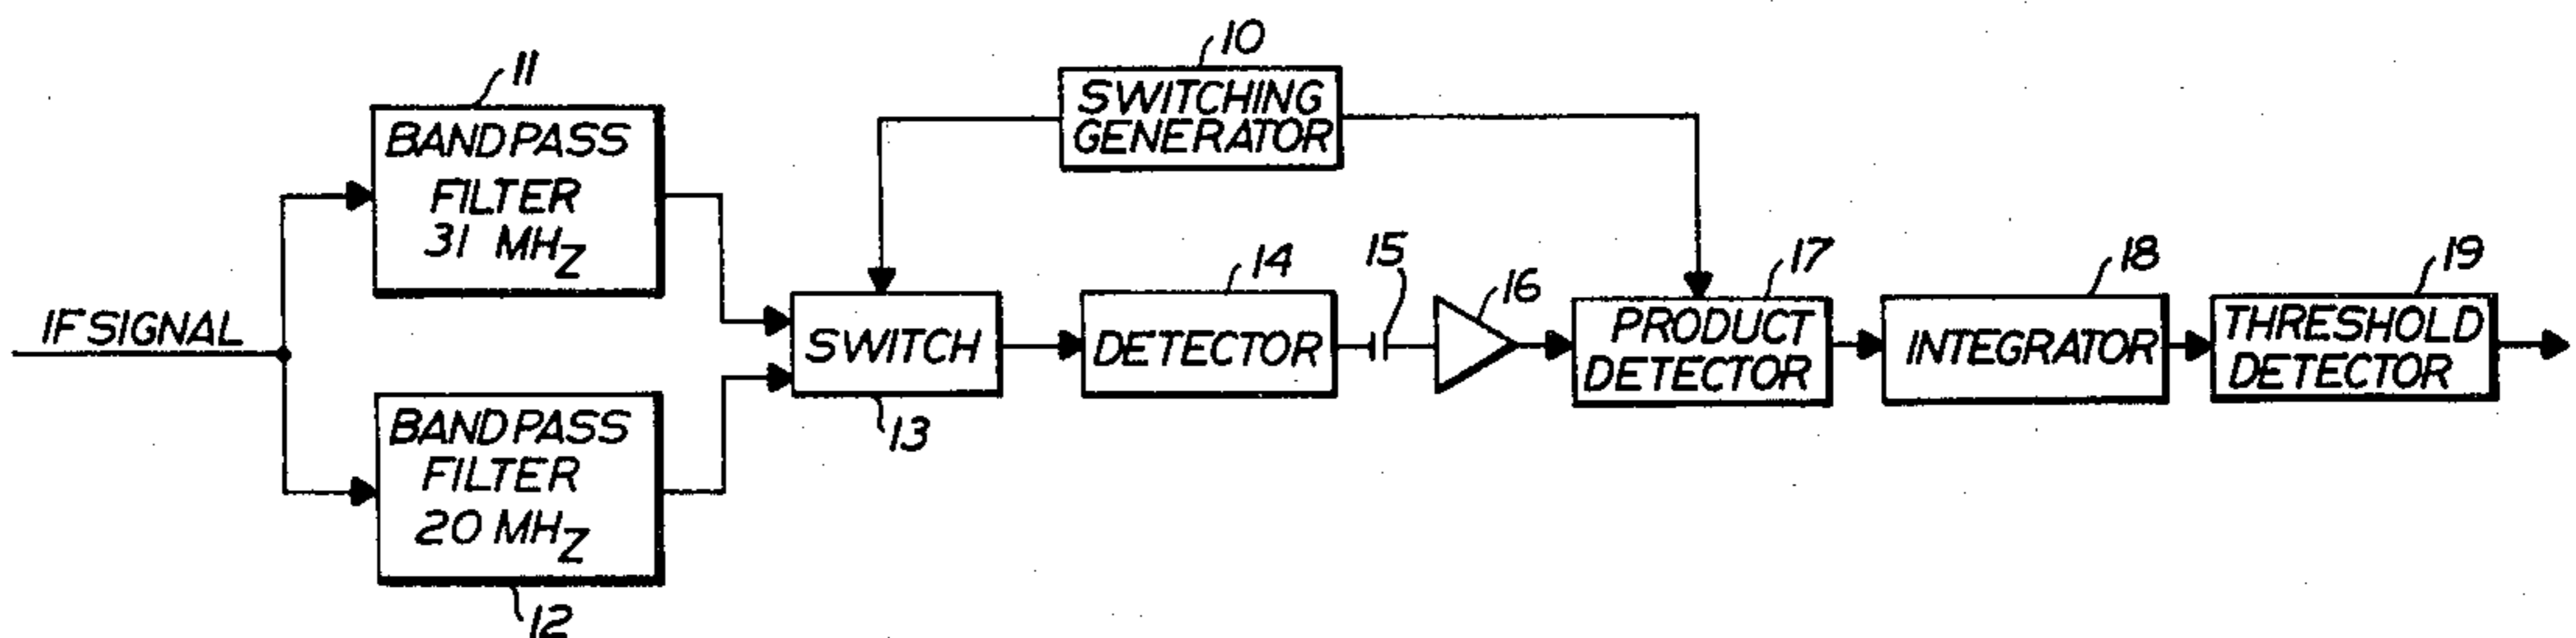 10
SWITCHING
GENERATOR
11
BANDPASS
FILTER
31 MHZ
IF SIGNAL
BANDPASS
FILTER
20 MHZ
12
SWITCH
13
14
DETECTOR
15
16
17
PRODUCT
DETECTOR
18
INTEGRATOR
19
THRESHOLD
DETECTOR